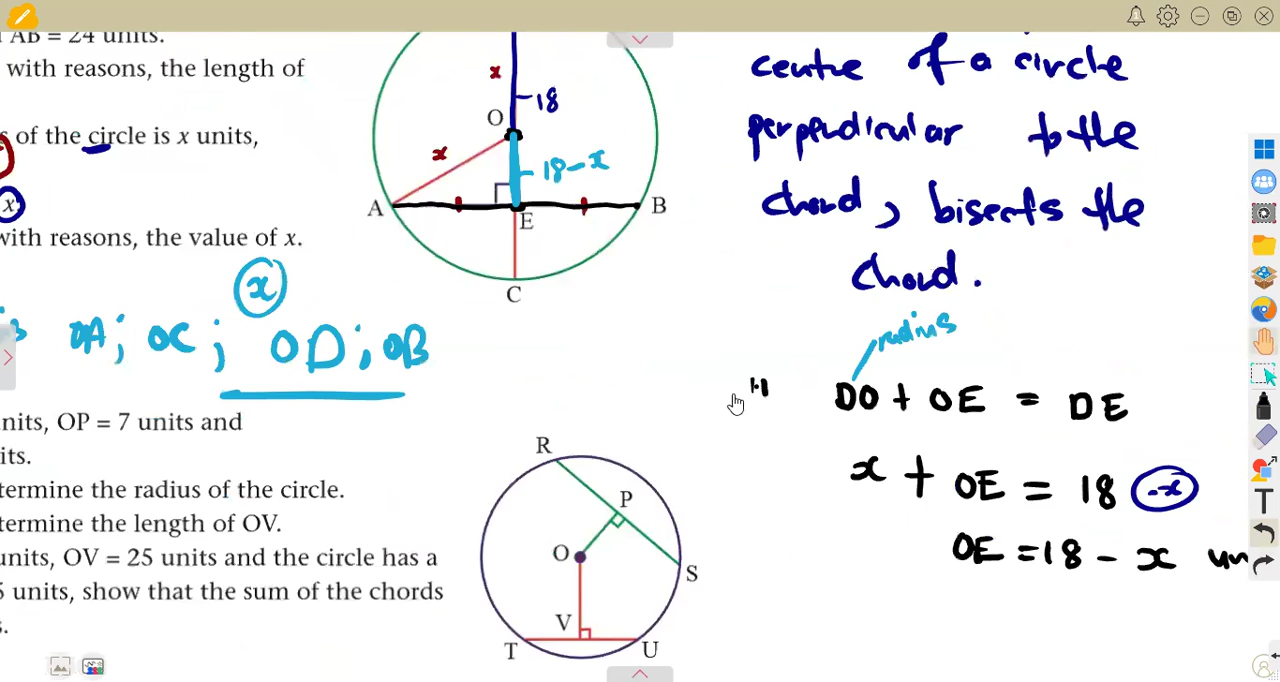 AB = 24 units.
with reasons, the length of
of the circle is x units,
x
with reasons, the value of x.
x
OA; OC; OD; OB
units, OP = 7 units and
its.
termine the radius of the circle.
termine the length of OV.
units, OV = 25 units and the circle has a
5 units, show that the sum of the chords
s.
x
18
O
x
18 - x
A
E
B
C
R
P
O
S
V
T
U
centre of a circle
perpendicular to the
chord, bisects the
chord.
radius
DO + OE = DE
x + OE = 18 -x
OE = 18 - x un
T